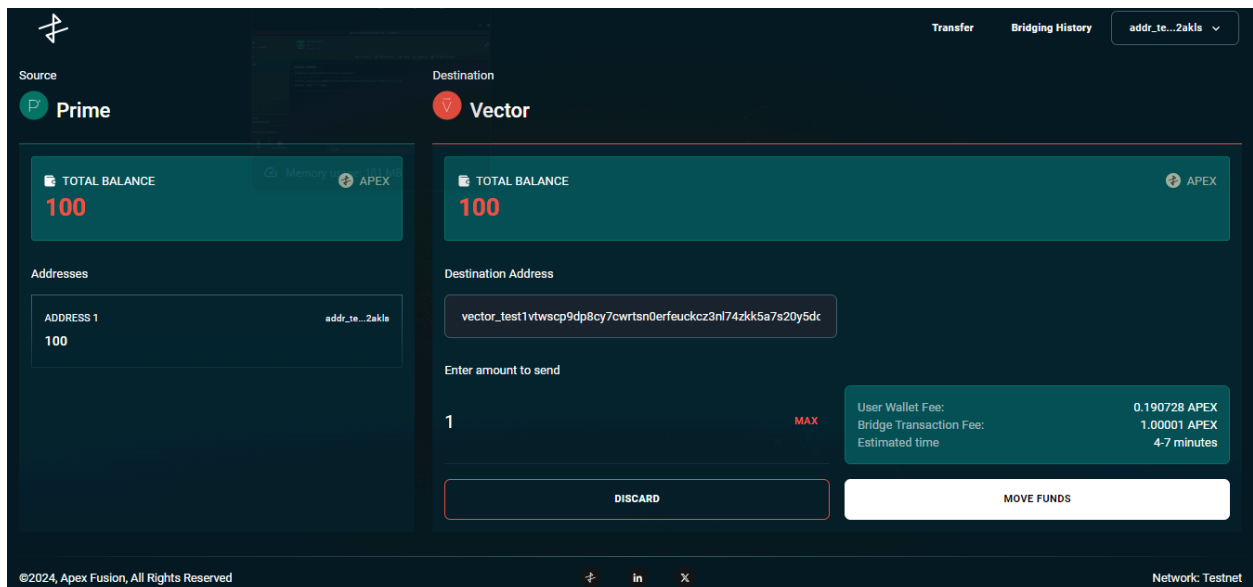 Transfer
Bridging History
addr_te...2akls
Source
Prime
Destination
Vector
TOTAL BALANCE
APEX
100
Addresses
ADDRESS 1
addr_te...2akls
100
TOTAL BALANCE
APEX
100
Destination Address
vector_test1vtwscp9dp8cy7cwrtsn0erfeuckcz3nl74zkk5a7s20y5dc
Enter amount to send
1
MAX
User Wallet Fee: 0.190728 APEX
Bridge Transaction Fee: 1.00001 APEX
Estimated time 4-7 minutes
DISCARD
MOVE FUNDS
©2024, Apex Fusion, All Rights Reserved
in
X
Network: Testnet